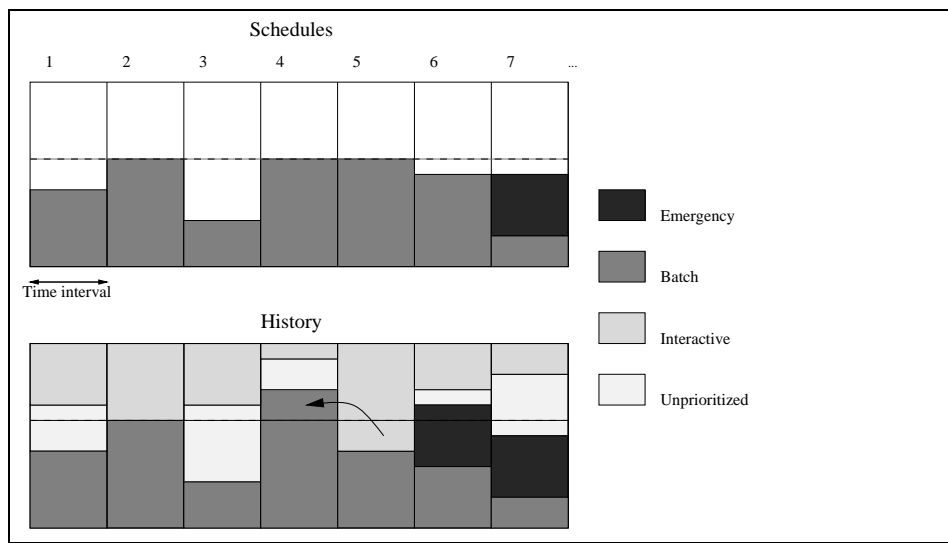 Schedules
1 2 3 4 5 6 7 ...
Time interval
History
Emergency
Batch
Interactive
Unprioritized